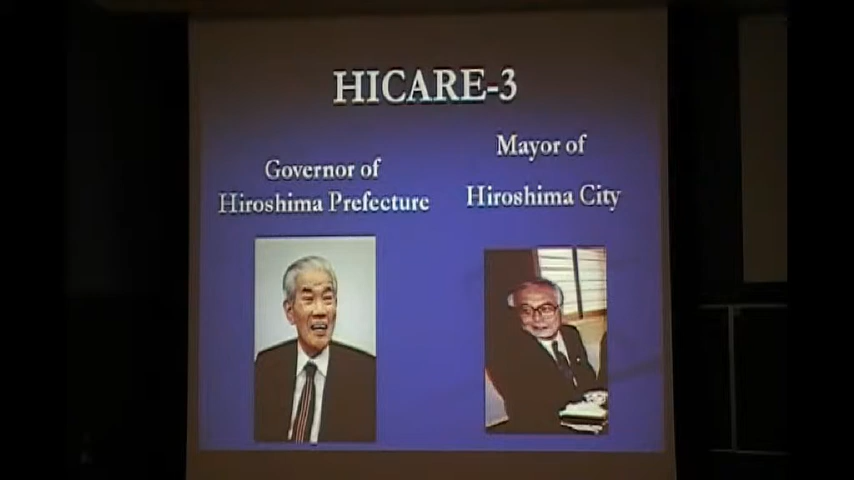 HICARE-3
Governor of
Hiroshima Prefecture
Mayor of
Hiroshima City